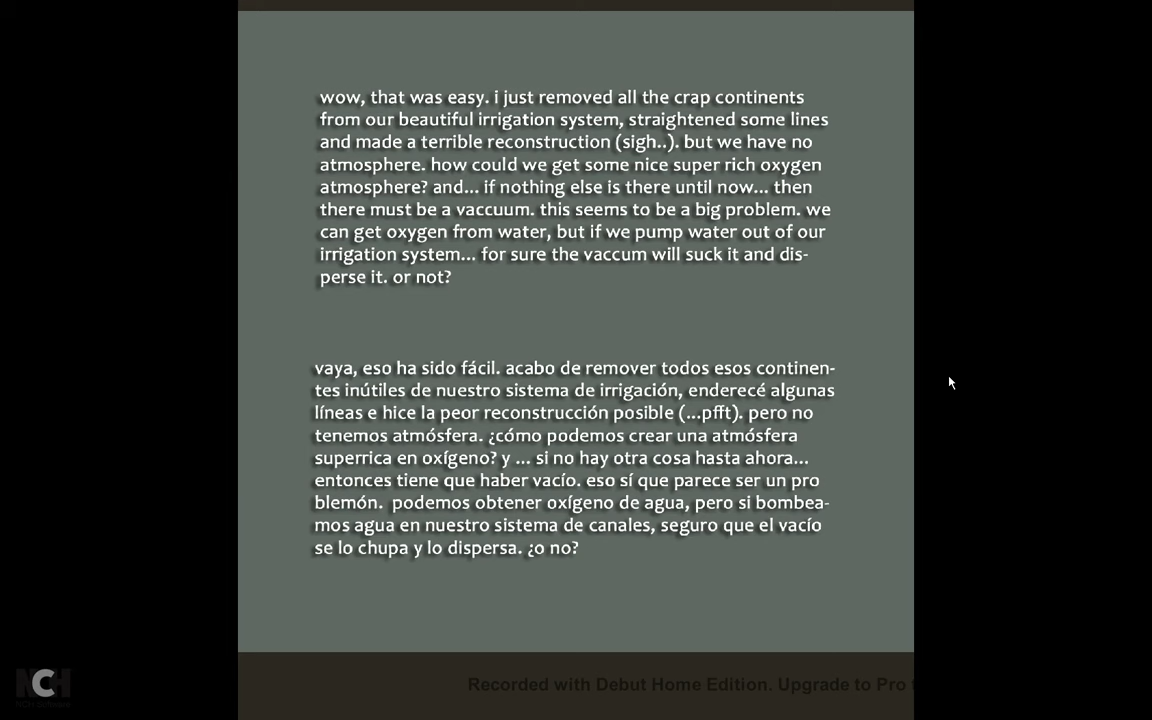 wow, that was easy. i just removed all the crap continents
from our beautiful irrigation system, straightened some lines
and made a terrible reconstruction (sigh..). but we have no
atmosphere. how could we get some nice super rich oxygen
atmosphere? and... if nothing else is there until now... then
there must be a vaccuum. this seems to be a big problem. we
can get oxygen from water, but if we pump water out of our
irrigation system... for sure the vaccum will suck it and dis-
perse it. or not?
vaya, eso ha sido fácil. acabo de remover todos esos continen-
tes inútiles de nuestro sistema de irrigación, enderecé algunas
líneas e hice la peor reconstrucción posible (...pfft). pero no
tenemos atmósfera. ¿cómo podemos crear una atmósfera
superrica en oxígeno? y ... si no hay otra cosa hasta ahora...
entonces tiene que haber vacío. eso sí que parece ser un pro
blemón. podemos obtener oxígeno de agua, pero si bombea-
mos agua en nuestro sistema de canales, seguro que el vacío
se lo chupa y lo dispersa. ¿o no?
NCH
NCH Software
Recorded with Debut Home Edition. Upgrade to Pro